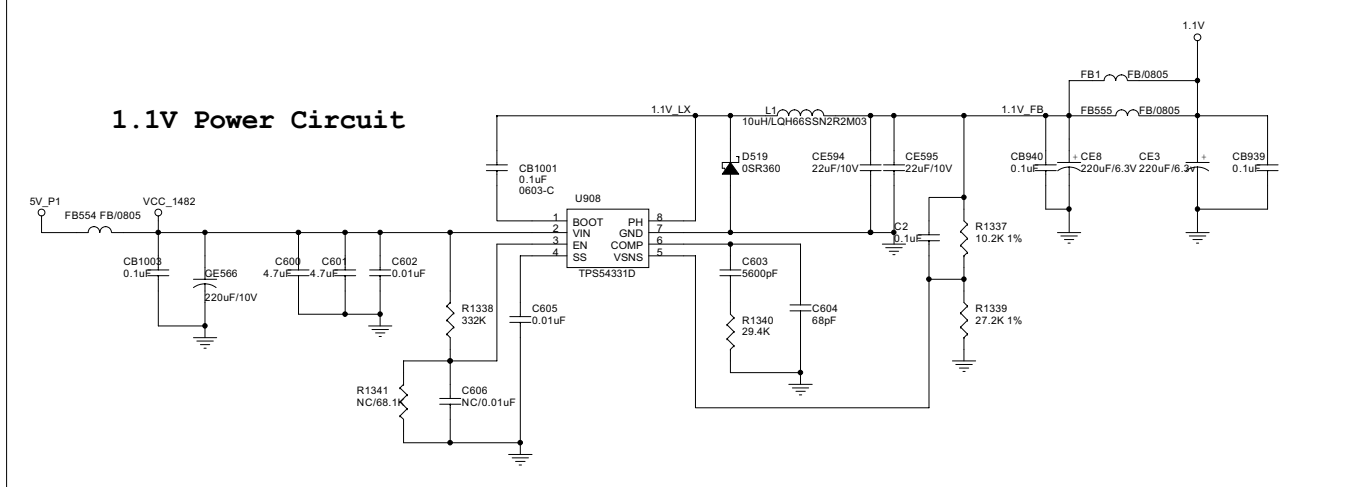 1.1V
FB1 FB/0805
1.1V Power Circuit
1.1V_LX
L1
10uH/LQH66SSN2R2M03
1.1V_FB
FB555 FB/0805
CB1001
0.1uF
0603-C
D519
0SR360
CE594
22uF/10V
CE595
22uF/10V
CB940
0.1uF
+ CE8
220uF/6.3V
CE3 +
220uF/6.3v
CB939
0.1uF
5V_P1
FB554 FB/0805
VCC_1482
U908
1 BOOT PH 8
2 VIN GND 7
3 EN COMP 6
4 SS VSNS 5
TPS54331D
C2
0.1uF
R1337
10.2K 1%
CB1003
0.1uF
CE566
220uF/10V
C600
4.7uF
C601
4.7uF
C602
0.01uF
C603
5600pF
R1338
332K
C605
0.01uF
R1340
29.4K
C604
68pF
R1339
27.2K 1%
R1341
NC/68.1K
C606
NC/0.01uF